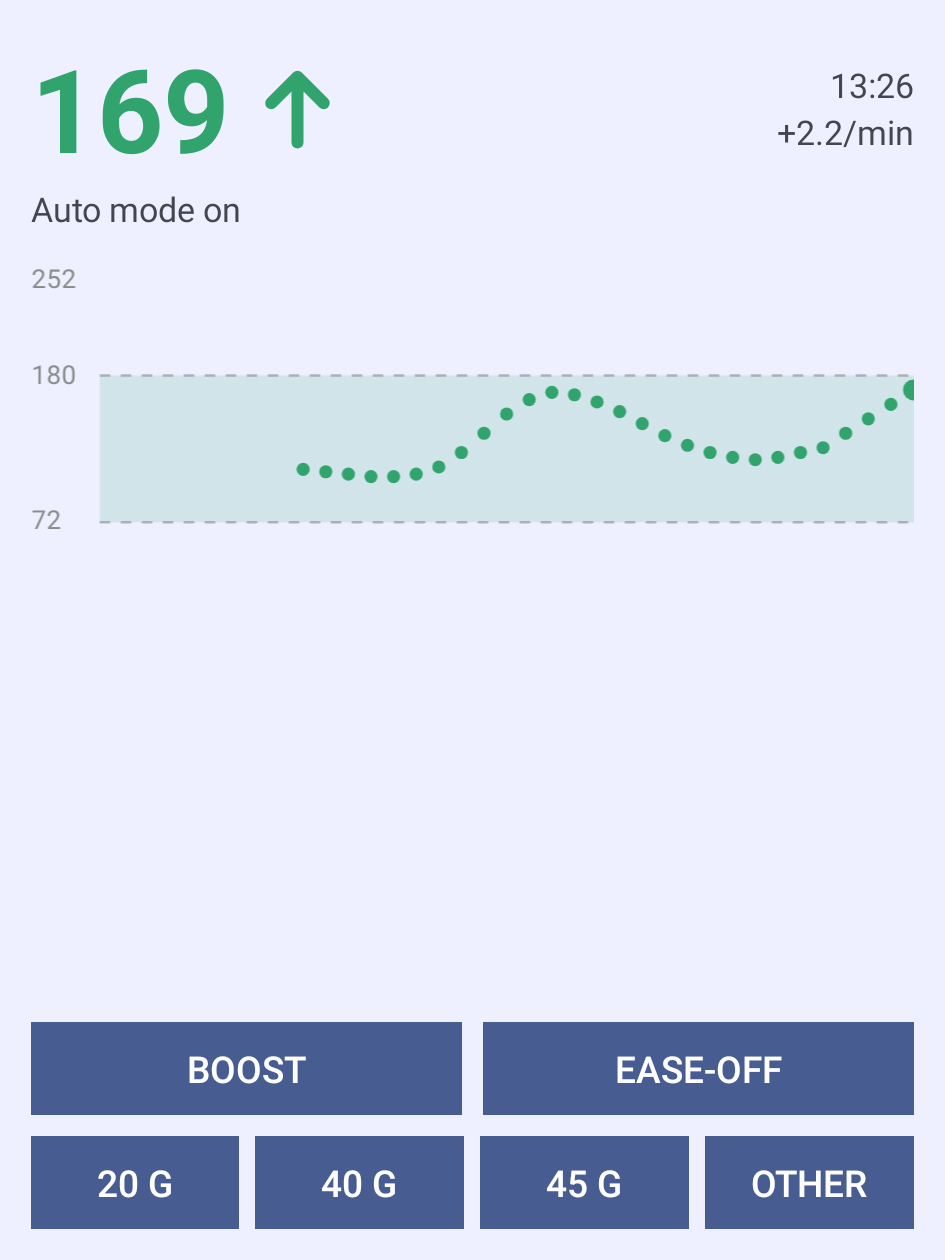 169
13:26
+2.2/min
Auto mode on
252
180
72
BOOST
EASE-OFF
20 G
40 G
45 G
OTHER